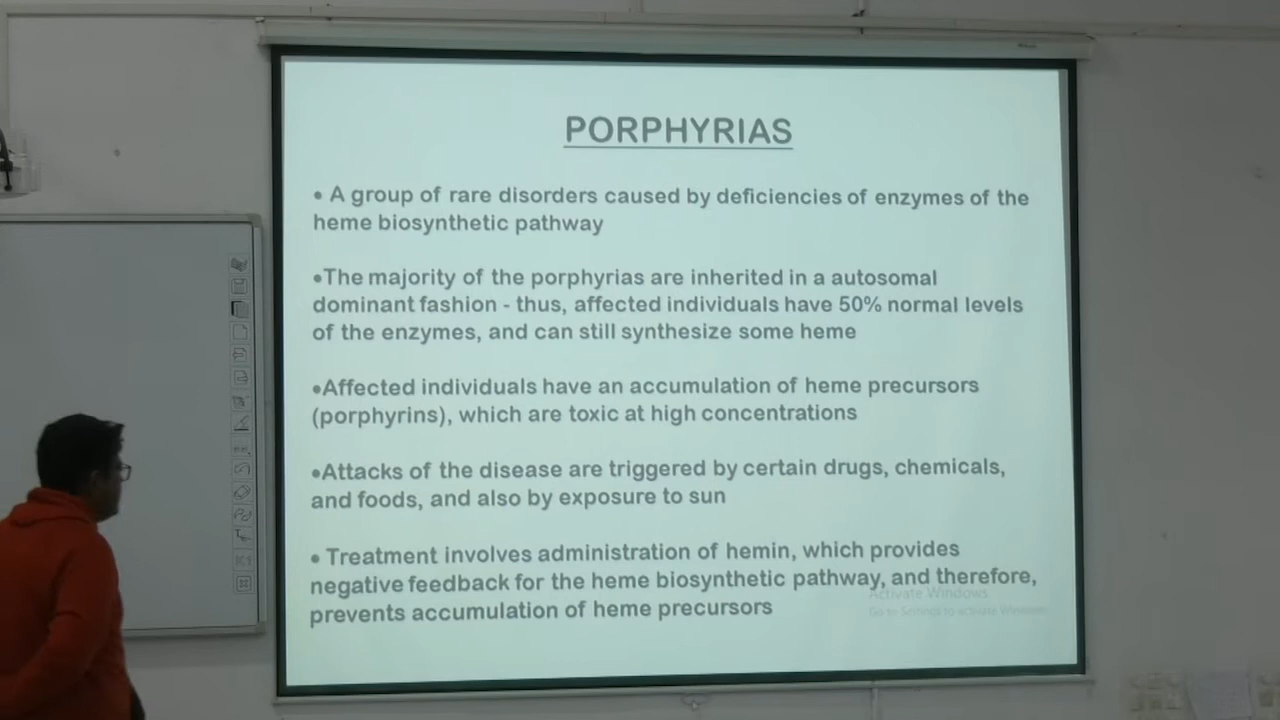 PORPHYRIAS
• A group of rare disorders caused by deficiencies of enzymes of the
heme biosynthetic pathway
•The majority of the porphyrias are inherited in a autosomal
dominant fashion - thus, affected individuals have 50% normal levels
of the enzymes, and can still synthesize some heme
•Affected individuals have an accumulation of heme precursors
(porphyrins), which are toxic at high concentrations
•Attacks of the disease are triggered by certain drugs, chemicals,
and foods, and also by exposure to sun
• Treatment involves administration of hemin, which provides
negative feedback for the heme biosynthetic pathway, and therefore,
prevents accumulation of heme precursors
Activate Windows
Go to Settings to activate Windows